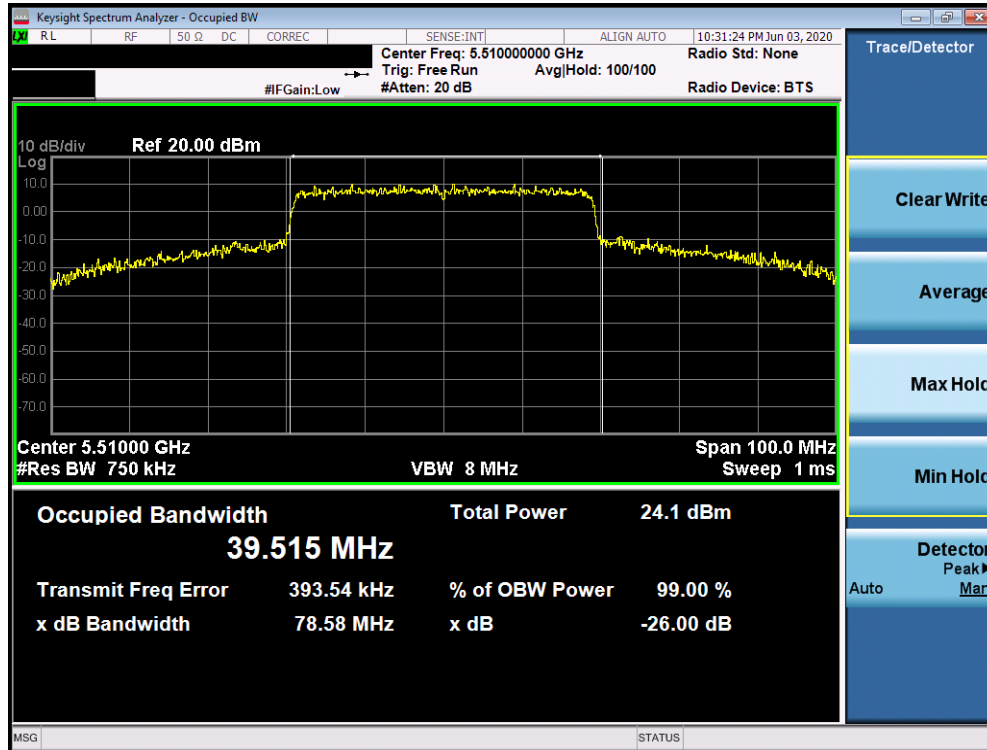 Keysight Spectrum Analyzer - Occupied BW
LXI RL RF 50 Ω DC CORREC SENSE:INT ALIGN AUTO 10:31:24 PM Jun 03, 2020
Center Freq: 5.510000000 GHz Radio Std: None
Trig: Free Run Avg|Hold: 100/100
#IFGain:Low #Atten: 20 dB Radio Device: BTS
Trace/Detector
10 dB/div Ref 20.00 dBm
Log
10.0
0.00
-10.0
-20.0
-30.0
-40.0
-50.0
-60.0
-70.0
Center 5.51000 GHz Span 100.0 MHz
#Res BW 750 kHz VBW 8 MHz Sweep 1 ms
Occupied Bandwidth Total Power 24.1 dBm
39.515 MHz
Transmit Freq Error 393.54 kHz % of OBW Power 99.00 %
x dB Bandwidth 78.58 MHz x dB -26.00 dB
Clear Write
Average
Max Hold
Min Hold
Detector
Peak▶
Auto Man
MSG STATUS